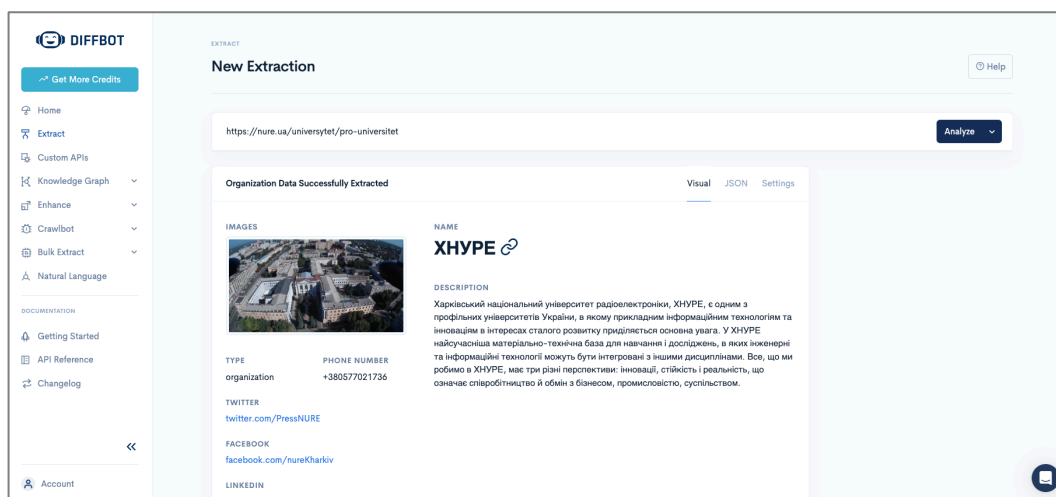 DIFFBOT
Get More Credits
Home
Extract
Custom APIs
Knowledge Graph
Enhance
Crawlbot
Bulk Extract
Natural Language
DOCUMENTATION
Getting Started
API Reference
Changelog
Account
EXTRACT
New Extraction
Help
https://nure.ua/universytet/pro-universitet
Analyze
Organization Data Successfully Extracted
Visual JSON Settings
IMAGES
TYPE
organization
PHONE NUMBER
+380577021736
TWITTER
twitter.com/PressNURE
FACEBOOK
facebook.com/nureKharkiv
LINKEDIN
NAME
ХНУРЕ
DESCRIPTION
Харківський національний університет радіоелектроніки, ХНУРЕ, є одним з
профільних університетів України, в якому прикладним інформаційним технологіям та
інноваціям в інтересах сталого розвитку приділяється основна увага. У ХНУРЕ
найсучасніша матеріально-технічна база для навчання і досліджень, в яких інженерні
та інформаційні технології можуть бути інтегровані з іншими дисциплінами. Все, що ми
робимо в ХНУРЕ, має три різні перспективи: інновації, стійкість і реальність, що
означає співробітництво й обмін з бізнесом, промисловістю, суспільством.